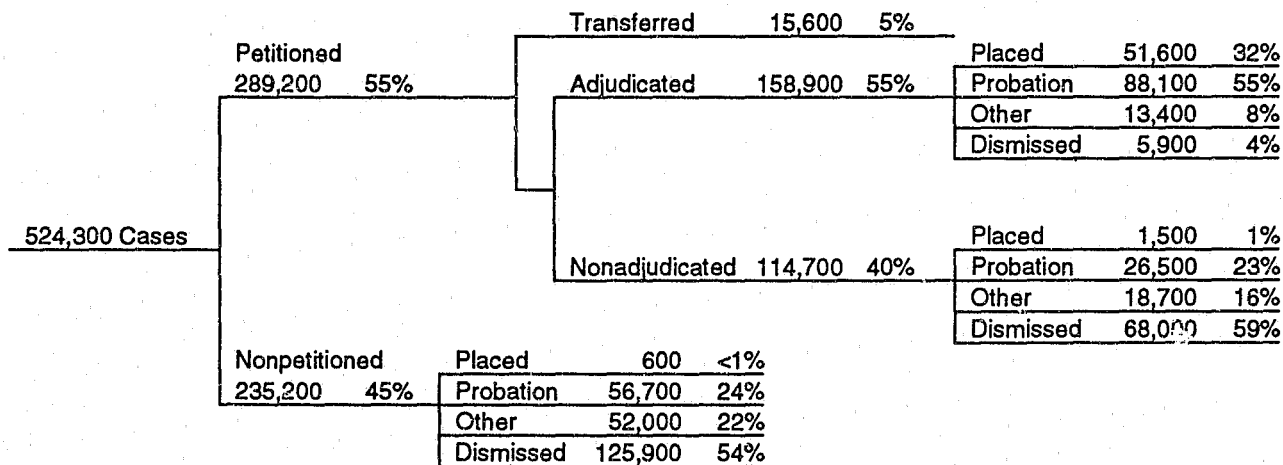 Transferred 15,600 5%
Petitioned
289,200 55%
Adjudicated 158,900 55%
Placed 51,600 32%
Probation 88,100 55%
Other 13,400 8%
Dismissed 5,900 4%
524,300 Cases
Nonadjudicated 114,700 40%
Placed 1,500 1%
Probation 26,500 23%
Other 18,700 16%
Dismissed 68,000 59%
Nonpetitioned
235,200 45%
Placed 600 <1%
Probation 56,700 24%
Other 52,000 22%
Dismissed 125,900 54%